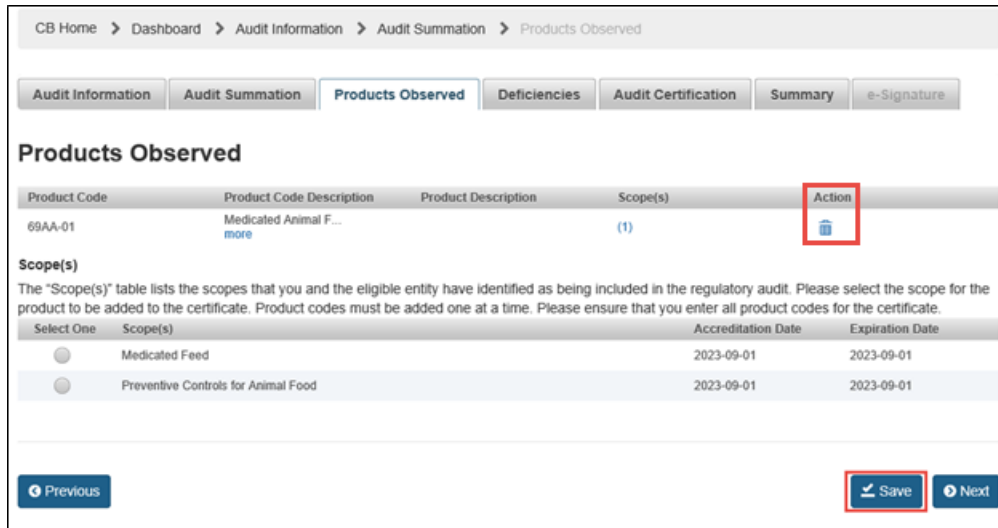 CB Home > Dashboard > Audit Information > Audit Summation > Products Observed
Audit Information Audit Summation Products Observed Deficiencies Audit Certification Summary e-Signature
Products Observed
Product Code Product Code Description Product Description Scope(s) Action
69AA-01 Medicated Animal F... (1)
more
Scope(s)
The "Scope(s)" table lists the scopes that you and the eligible entity have identified as being included in the regulatory audit. Please select the scope for the
product to be added to the certificate. Product codes must be added one at a time. Please ensure that you enter all product codes for the certificate.
Select One Scope(s) Accreditation Date Expiration Date
Medicated Feed 2023-09-01 2023-09-01
Preventive Controls for Animal Food 2023-09-01 2023-09-01
Previous Save Next